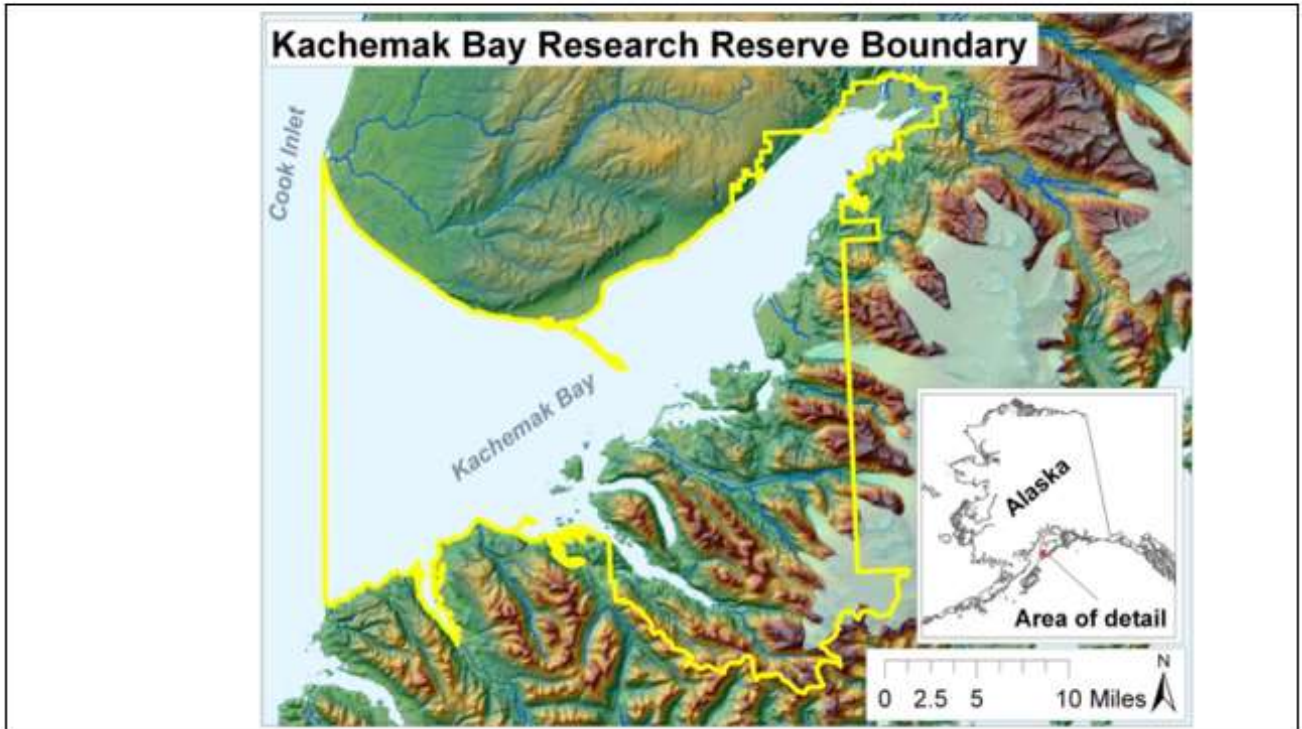 Kachemak Bay Research Reserve Boundary
Cook Inlet
Kachemak Bay
Alaska
Area of detail
N
0 2.5 5 10 Miles